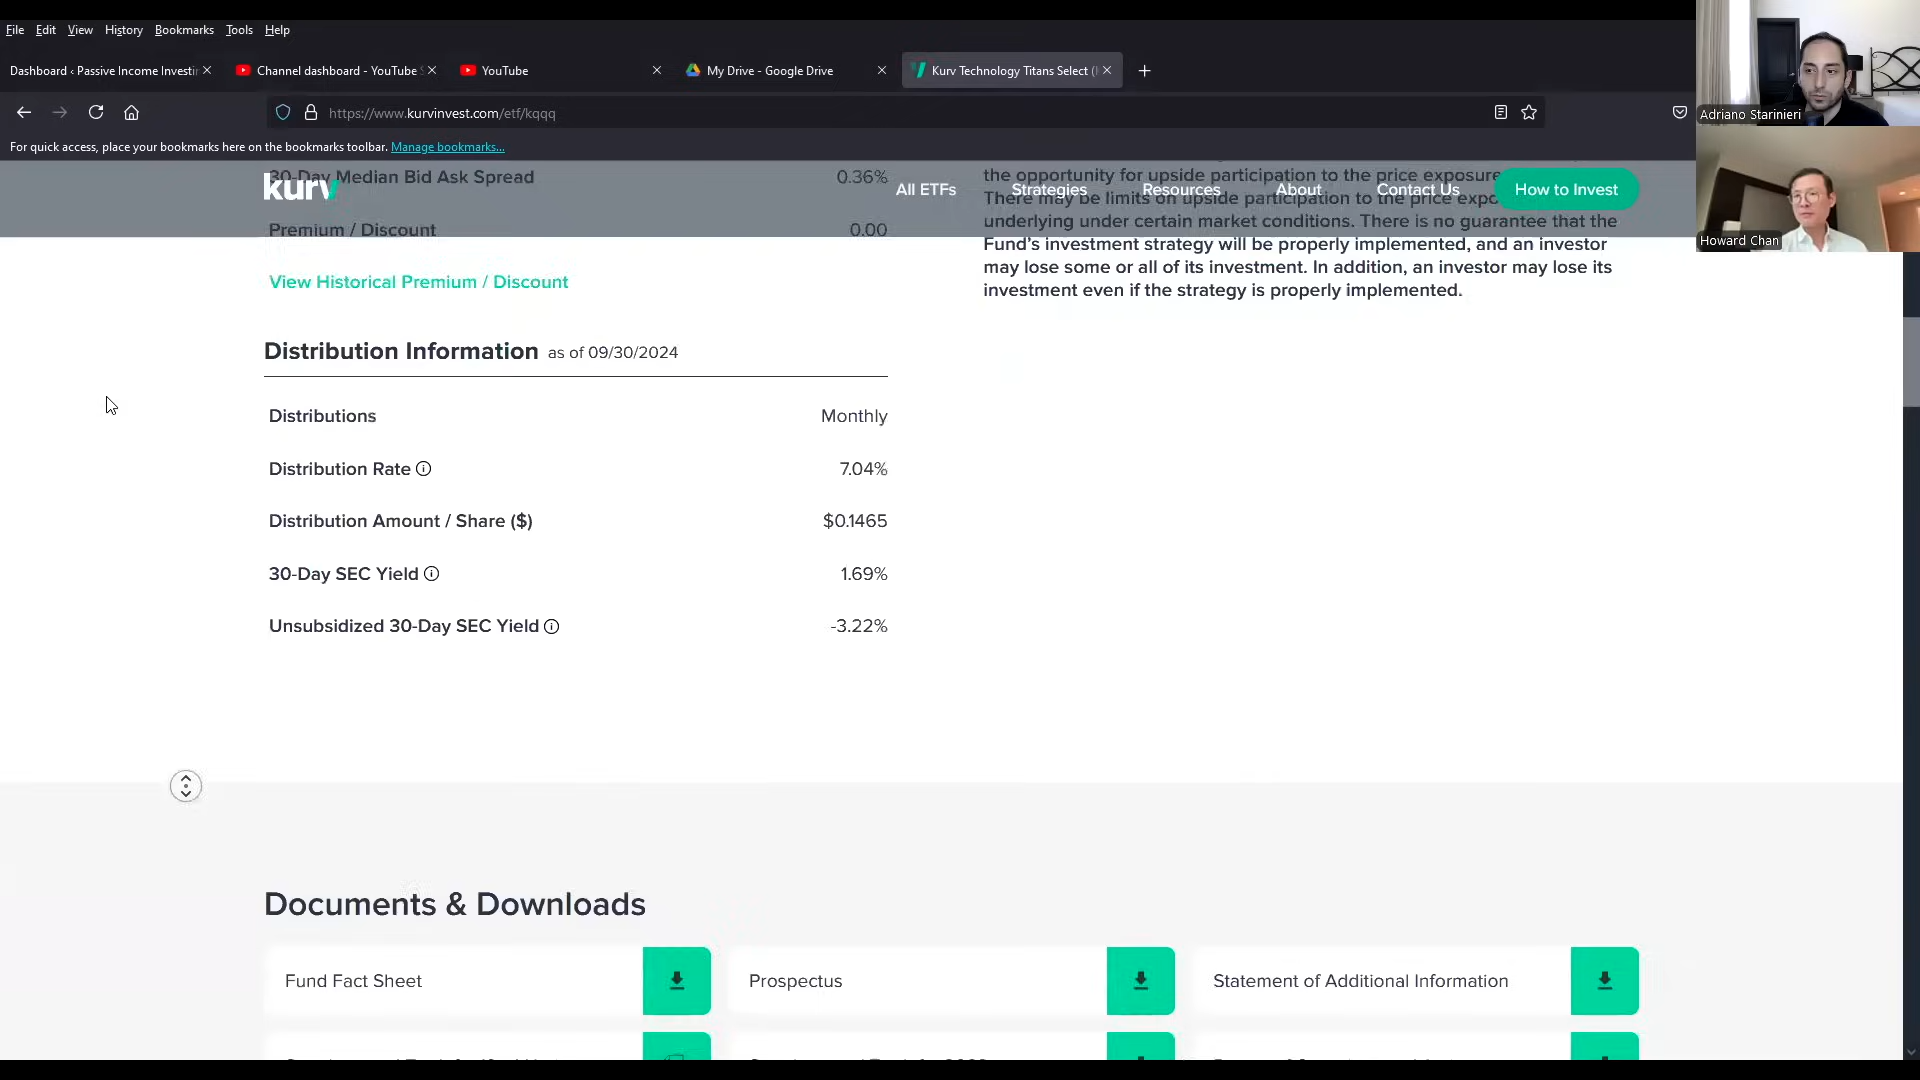 File Edit View History Bookmarks Tools Help
Dashboard ‹ Passive Income Investi
Channel dashboard - YouTube S
YouTube
My Drive - Google Drive
Kurv Technology Titans Select (
https://www.kurvinvest.com/etf/kqqq
For quick access, place your bookmarks here on the bookmarks toolbar. Manage bookmarks...
Adriano Starinieri
Howard Chan
kurv
All ETFs
Strategies
Resources
About
Contact Us
How to Invest
30-Day Median Bid Ask Spread 0.36%
Premium / Discount 0.00
View Historical Premium / Discount
the opportunity for upside participation to the price exposure
There may be limits on upside participation to the price expo
underlying under certain market conditions. There is no guarantee that the
Fund's investment strategy will be properly implemented, and an investor
may lose some or all of its investment. In addition, an investor may lose its
investment even if the strategy is properly implemented.
Distribution Information as of 09/30/2024
Distributions Monthly
Distribution Rate 7.04%
Distribution Amount / Share ($) $0.1465
30-Day SEC Yield 1.69%
Unsubsidized 30-Day SEC Yield -3.22%
Documents & Downloads
Fund Fact Sheet
Prospectus
Statement of Additional Information